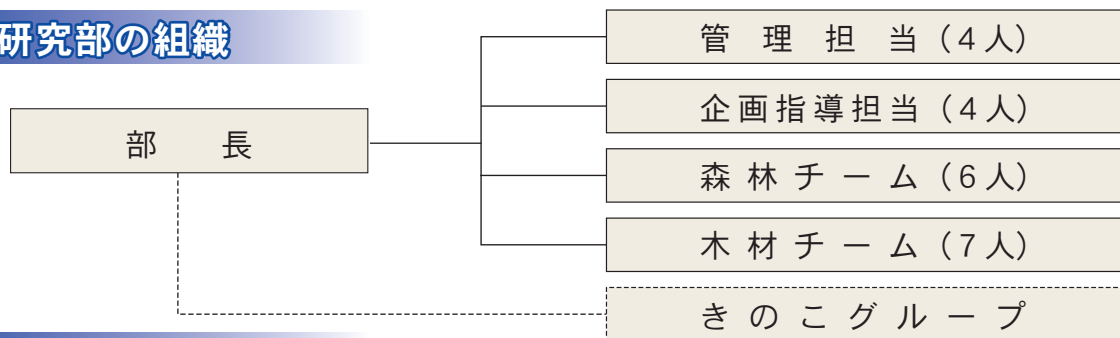 研究部の組織
部長
管理担当（4人）
企画指導担当（4人）
森林チーム（6人）
木材チーム（7人）
きのこグループ